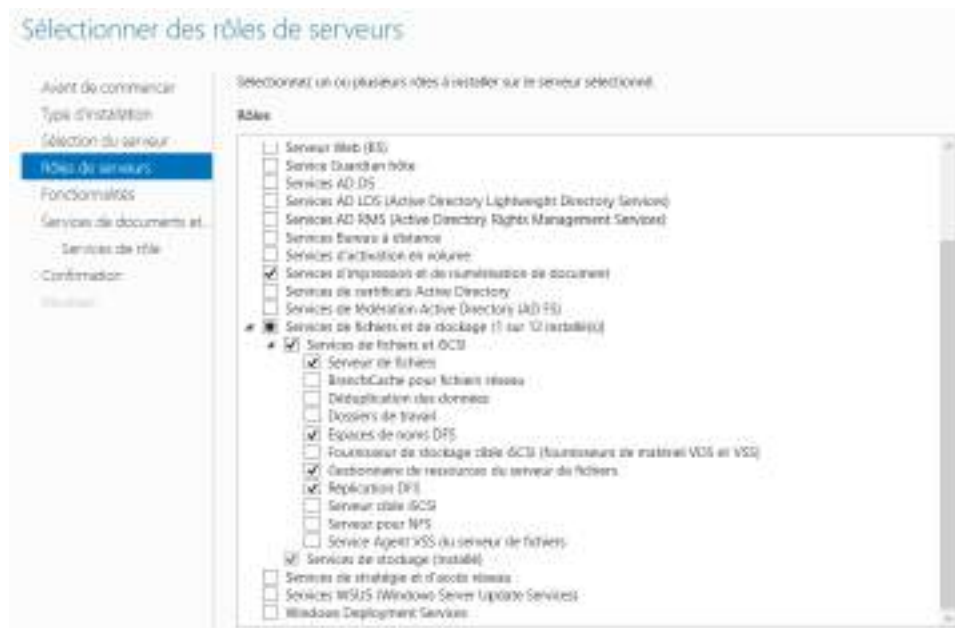 Sélectionner des rôles de serveurs
Avant de commencer
Type d'installation
Sélection du serveur
Rôles de serveurs
Fonctionnalités
Services de documents et...
Services de rôle
Confirmation
Sélectionnez un ou plusieurs rôles à installer sur le serveur sélectionné.
Rôles
Serveur Web (IIS)
Service Guardian hôte
Services AD DS
Services AD LDS (Active Directory Lightweight Directory Services)
Services AD RMS (Active Directory Rights Management Services)
Services Bureau à distance
Services d'activation en volume
Services d'impression et de numérisation de document
Services de certificats Active Directory
Services de fédération Active Directory (AD FS)
Services de fichiers et de stockage (1 sur 12 installé(s))
Services de fichiers et iSCSI
Serveur de fichiers
BranchCache pour fichiers réseau
Déduplication des données
Dossiers de travail
Espaces de noms DFS
Fournisseur de stockage cible iSCSI (fournisseurs de matériel VDS et VSS)
Gestionnaire de ressources du serveur de fichiers
Réplication DFS
Serveur cible iSCSI
Serveur pour NFS
Service Agent VSS du serveur de fichiers
Services de stockage (Installé)
Services de stratégie et d'accès réseau
Services WSUS (Windows Server Update Services)
Windows Deployment Services